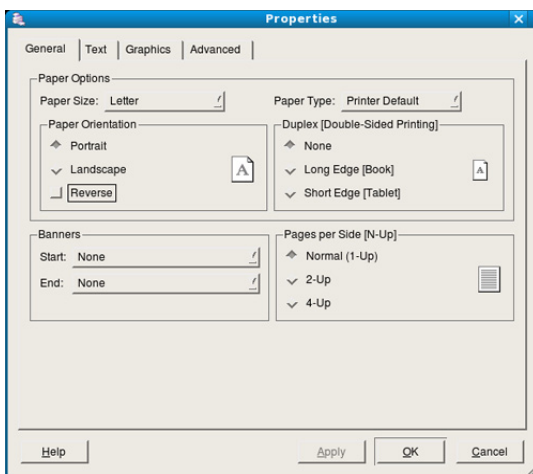 Properties
General Text Graphics Advanced
Paper Options
Paper Size: Letter
Paper Type: Printer Default
Paper Orientation
Portrait
Landscape
Reverse
A
Duplex [Double-Sided Printing]
None
Long Edge [Book]
Short Edge [Tablet]
A
Banners
Start: None
End: None
Pages per Side [N-Up]
Normal (1-Up)
2-Up
4-Up
Help Apply OK Cancel